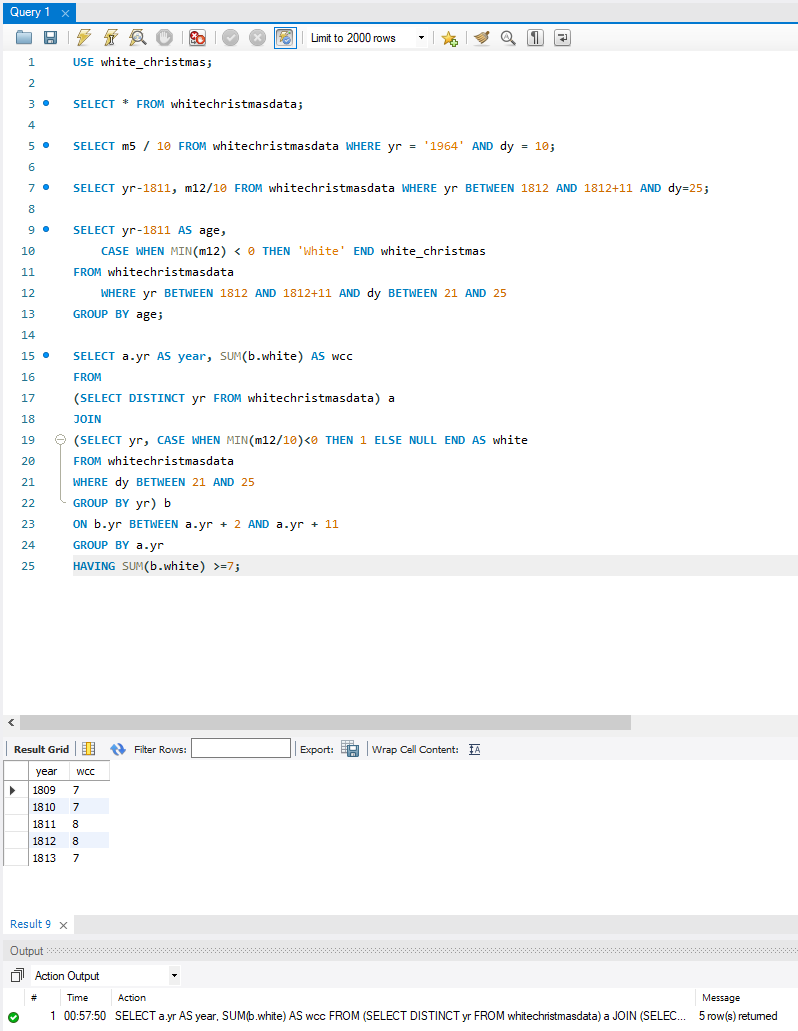 Query 1
Limit to 2000 rows
1 USE white_christmas;
2
3 SELECT * FROM whitechristmasdata;
4
5 SELECT m5 / 10 FROM whitechristmasdata WHERE yr = '1964' AND dy = 10;
6
7 SELECT yr-1811, m12/10 FROM whitechristmasdata WHERE yr BETWEEN 1812 AND 1812+11 AND dy=25;
8
9 SELECT yr-1811 AS age,
10 CASE WHEN MIN(m12) < 0 THEN 'White' END white_christmas
11 FROM whitechristmasdata
12 WHERE yr BETWEEN 1812 AND 1812+11 AND dy BETWEEN 21 AND 25
13 GROUP BY age;
14
15 SELECT a.yr AS year, SUM(b.white) AS wcc
16 FROM
17 (SELECT DISTINCT yr FROM whitechristmasdata) a
18 JOIN
19 (SELECT yr, CASE WHEN MIN(m12/10)<0 THEN 1 ELSE NULL END AS white
20 FROM whitechristmasdata
21 WHERE dy BETWEEN 21 AND 25
22 GROUP BY yr) b
23 ON b.yr BETWEEN a.yr + 2 AND a.yr + 11
24 GROUP BY a.yr
25 HAVING SUM(b.white) >=7;
Result Grid Filter Rows: Export: Wrap Cell Content:
year wcc
1809 7
1810 7
1811 8
1812 8
1813 7
Result 9
Output
Action Output
# Time Action Message
1 00:57:50 SELECT a.yr AS year, SUM(b.white) AS wcc FROM (SELECT DISTINCT yr FROM whitechristmasdata) a JOIN (SELEC... 5 row(s) returned